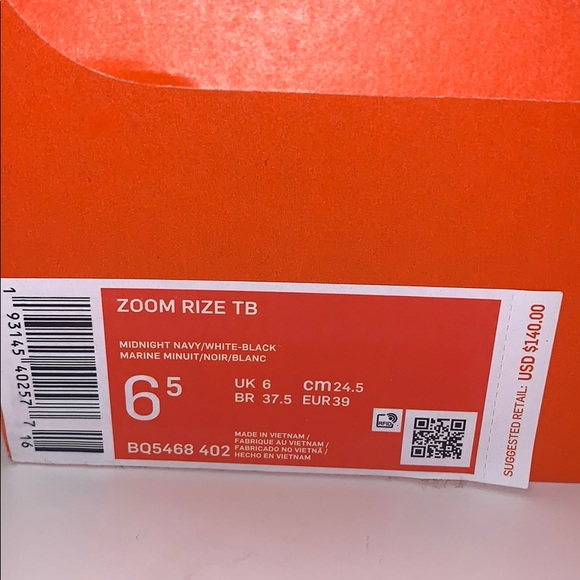 ZOOM RIZE TB
MIDNIGHT NAVY/WHITE-BLACK
MARINE MINUIT/NOIR/BLANC
6 5
UK 6 cm 24.5
BR 37.5 EUR 39
BQ5468 402
MADE IN VIETNAM /
FABRIQUE AU VIETNAM /
FABRICADO NO VIETNÃ /
HECHO EN VIETNAM
RFID
SUGGESTED RETAIL: USD $140.00
1 93145 40257 7 16